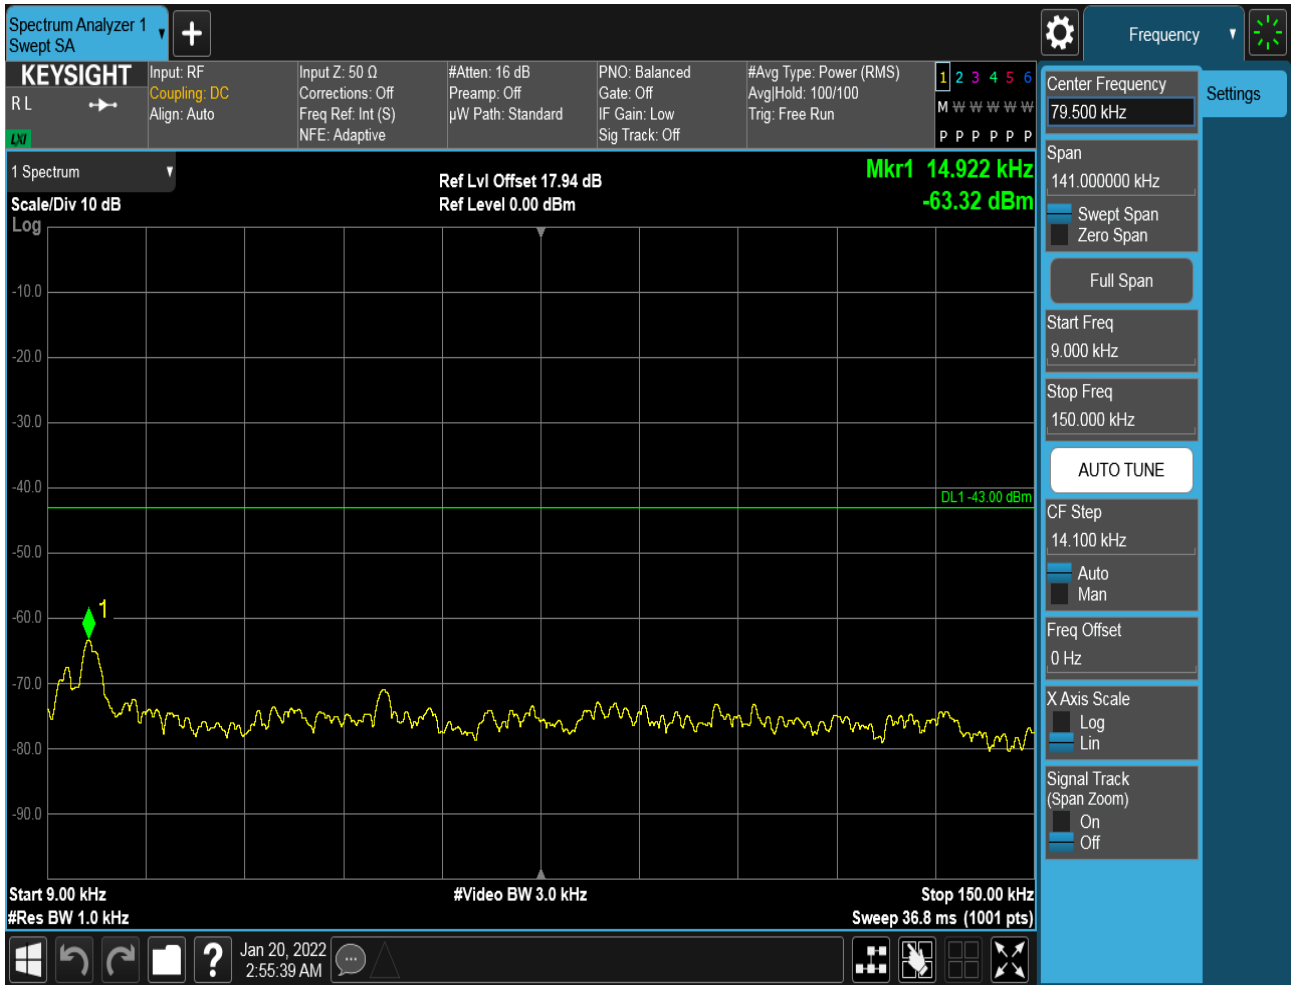 Spectrum Analyzer 1
Swept SA
Frequency
KEYSIGHT
R L
LXI
Input: RF
Coupling: DC
Align: Auto
Input Z: 50 Ω
Corrections: Off
Freq Ref: Int (S)
NFE: Adaptive
#Atten: 16 dB
Preamp: Off
µW Path: Standard
PNO: Balanced
Gate: Off
IF Gain: Low
Sig Track: Off
#Avg Type: Power (RMS)
Avg|Hold: 100/100
Trig: Free Run
1 2 3 4 5 6
M W W W W W
P P P P P P
1 Spectrum
Scale/Div 10 dB
Log
Ref Lvl Offset 17.94 dB
Ref Level 0.00 dBm
Mkr1 14.922 kHz
-63.32 dBm
-10.0
-20.0
-30.0
-40.0
DL1 -43.00 dBm
-50.0
-60.0
1
-70.0
-80.0
-90.0
Start 9.00 kHz
#Video BW 3.0 kHz
Stop 150.00 kHz
#Res BW 1.0 kHz
Sweep 36.8 ms (1001 pts)
Jan 20, 2022
2:55:39 AM
Center Frequency
79.500 kHz
Settings
Span
141.000000 kHz
Swept Span
Zero Span
Full Span
Start Freq
9.000 kHz
Stop Freq
150.000 kHz
AUTO TUNE
CF Step
14.100 kHz
Auto
Man
Freq Offset
0 Hz
X Axis Scale
Log
Lin
Signal Track
(Span Zoom)
On
Off